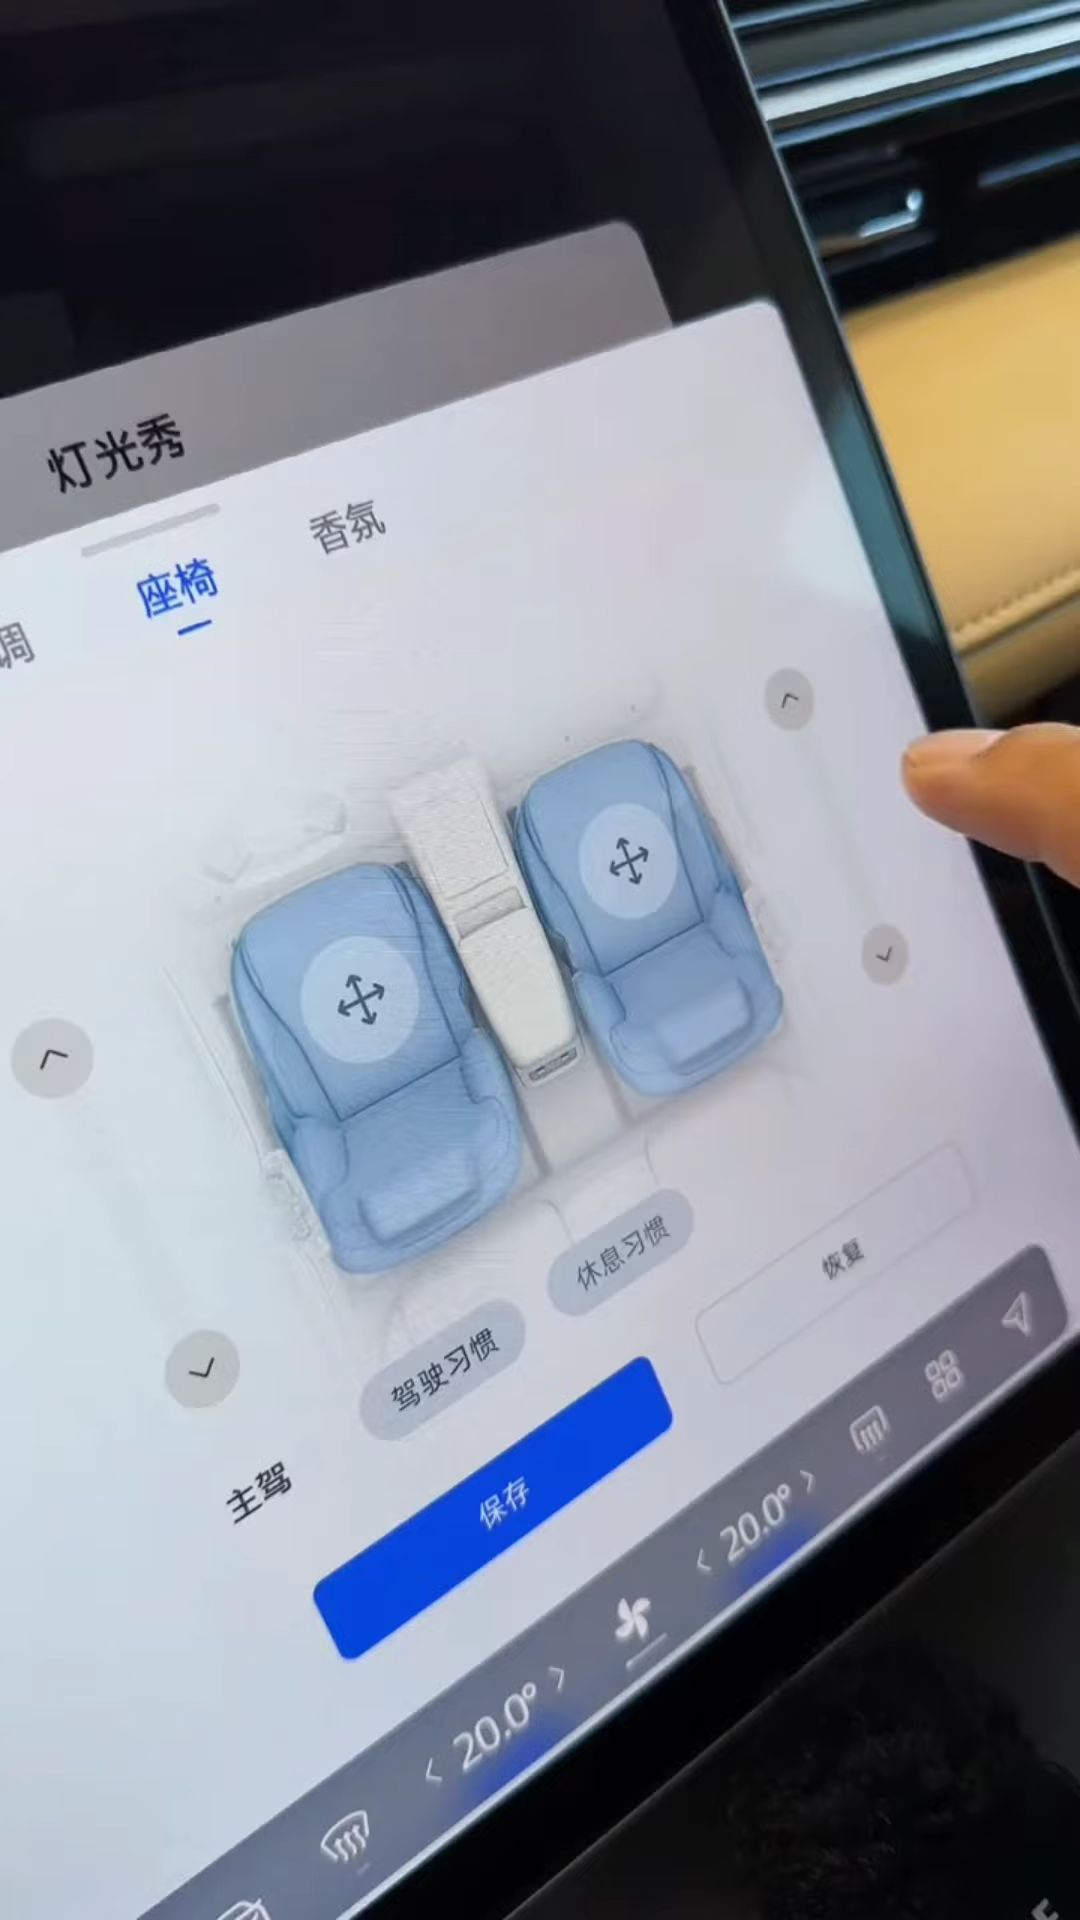 灯光秀
调
座椅
香氛
休息习惯
驾驶习惯
恢复
主驾
保存
< 20.0° >
< 20.0° >